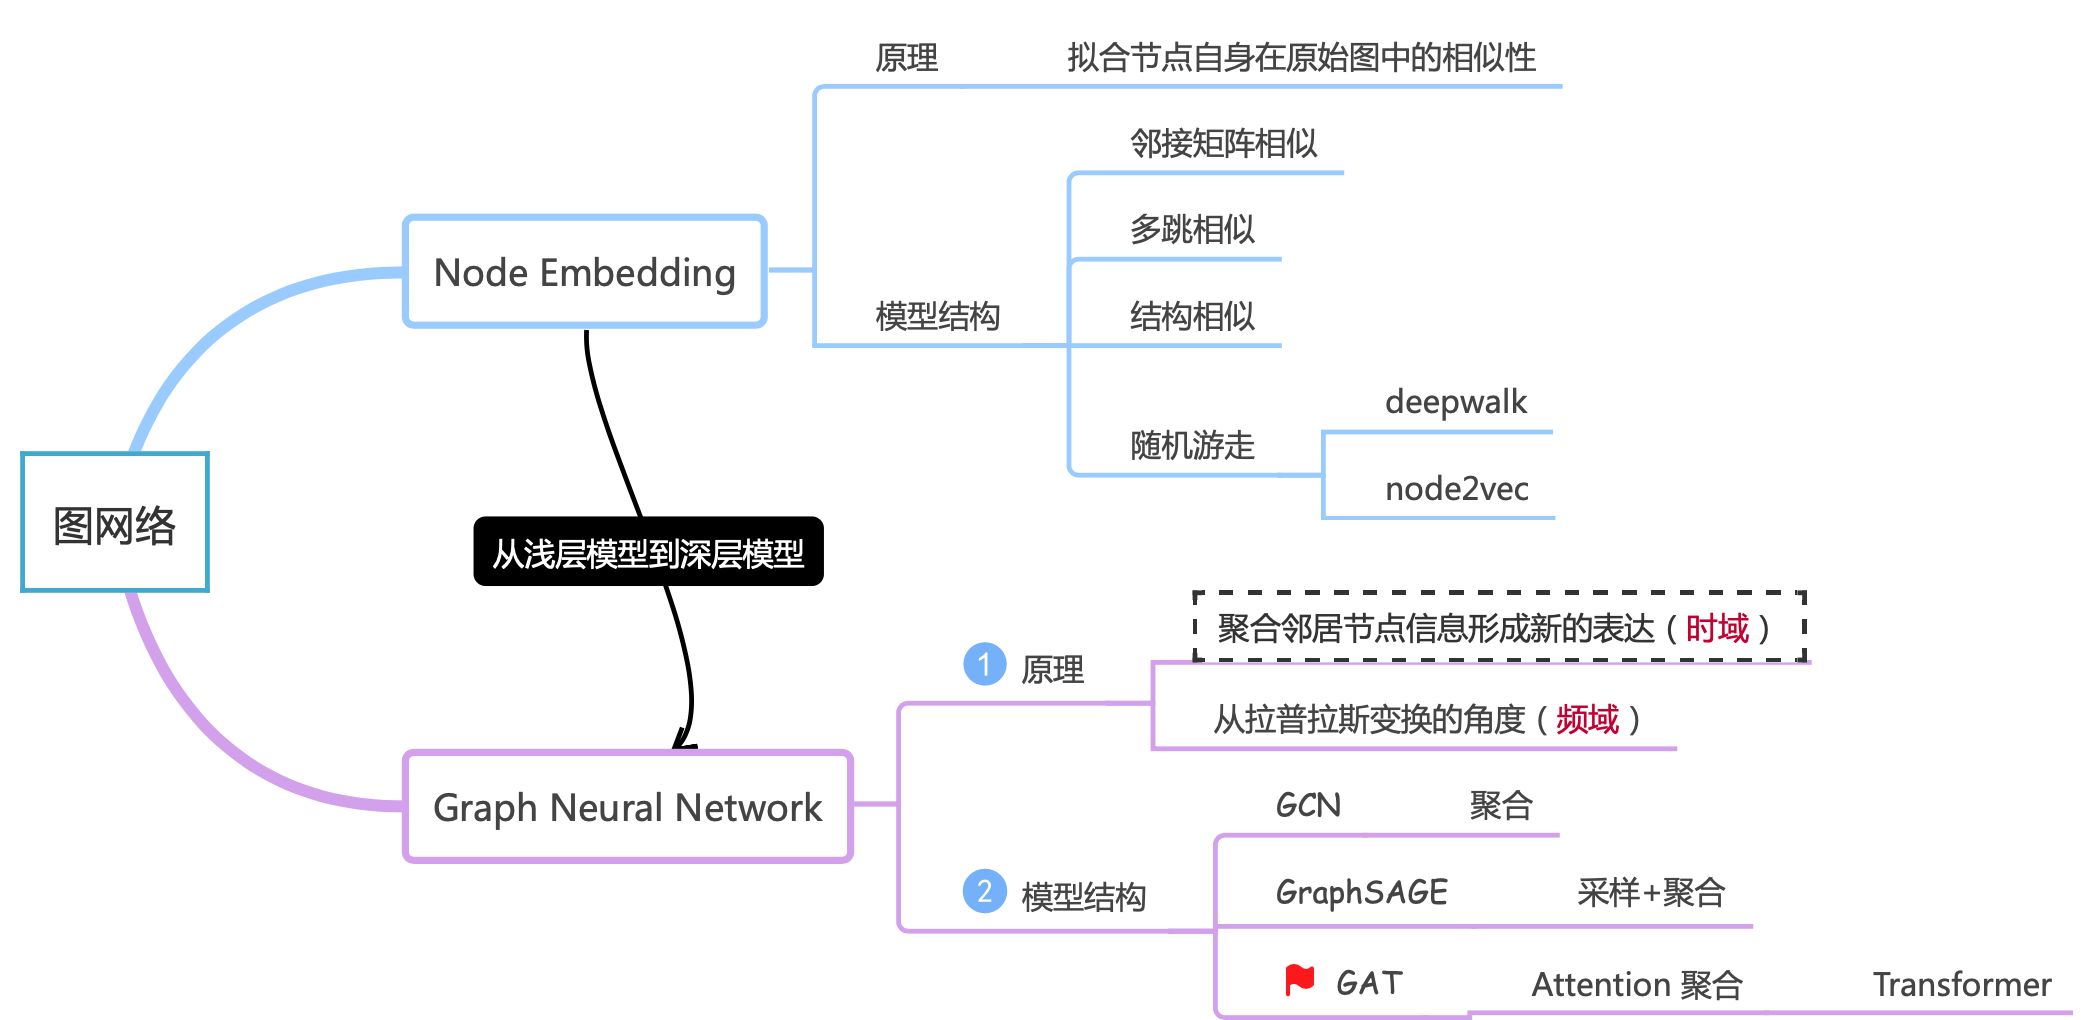 原理
拟合节点自身在原始图中的相似性
邻接矩阵相似
多跳相似
Node Embedding
模型结构
结构相似
deepwalk
随机游走
node2vec
图网络
从浅层模型到深层模型
聚合邻居节点信息形成新的表达（时域）
1 原理
从拉普拉斯变换的角度（频域）
Graph Neural Network
GCN
聚合
2 模型结构
GraphSAGE
采样+聚合
GAT
Attention 聚合
Transformer